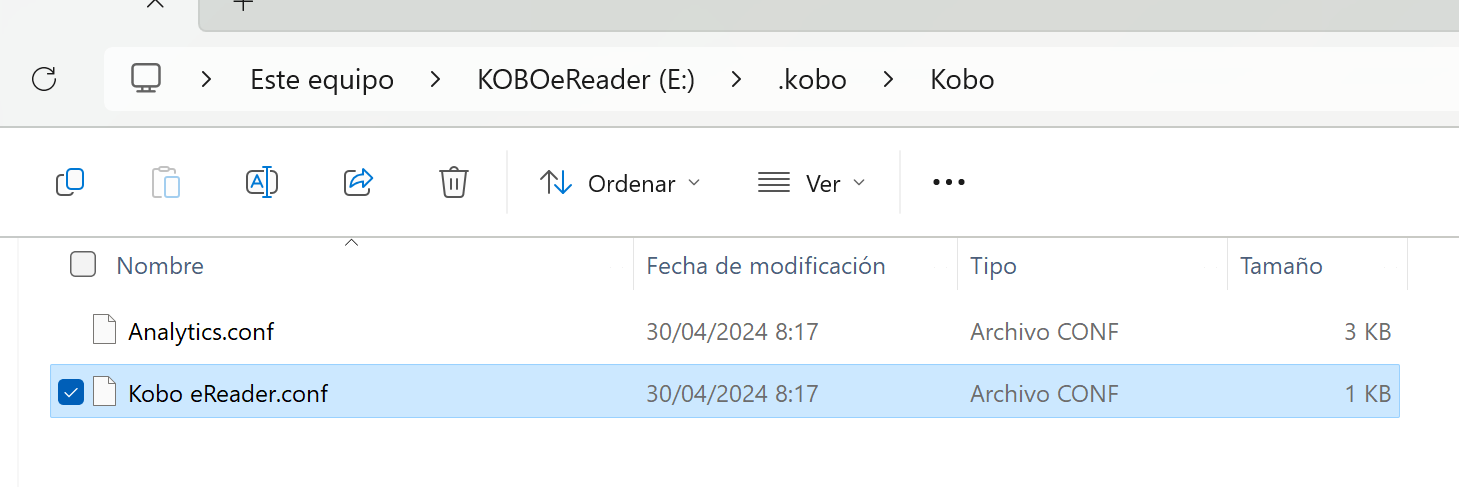 Este equipo > KOBOeReader (E:) > .kobo > Kobo
Ordenar Ver
Nombre Fecha de modificación Tipo Tamaño
Analytics.conf 30/04/2024 8:17 Archivo CONF 3 KB
Kobo eReader.conf 30/04/2024 8:17 Archivo CONF 1 KB